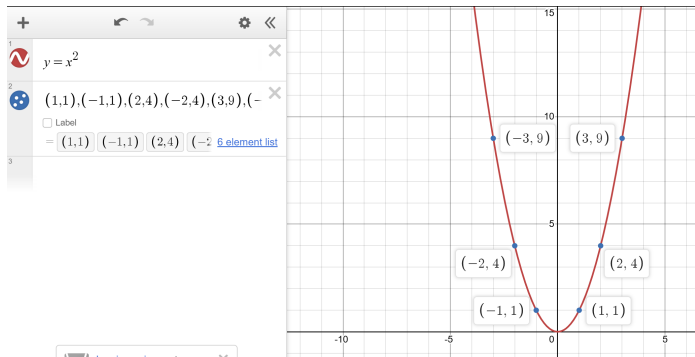 1
y = x²
2
(1,1),(−1,1),(2,4),(−2,4),(3,9),(−
Label
= (1,1) (−1,1) (2,4) (−2 6 element list
3
15
10
(−3, 9) (3, 9)
5
(−2, 4) (2, 4)
(−1, 1) (1, 1)
-10 -5 0 5